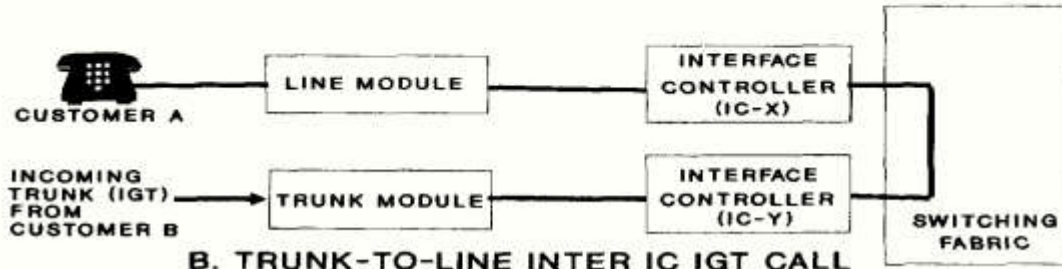 CUSTOMER A
LINE MODULE
INTERFACE
CONTROLLER
(IC-X)
INCOMING
TRUNK (IGT)
FROM
CUSTOMER B
TRUNK MODULE
INTERFACE
CONTROLLER
(IC-Y)
SWITCHING
FABRIC
B. TRUNK-TO-LINE INTER IC IGT CALL